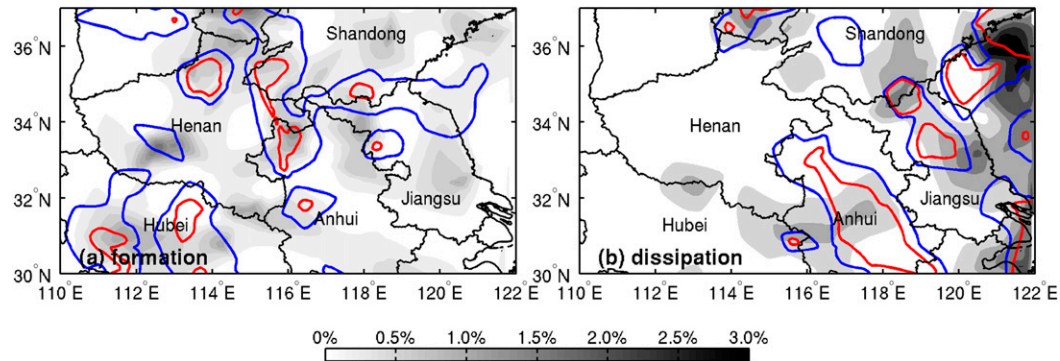 36°N
34°N
32°N
30°N
110°E 112°E 114°E 116°E 118°E 120°E 122°E
Shandong
Henan
Jiangsu
Hubei
Anhui
(a) formation
36°N
34°N
32°N
30°N
110°E 112°E 114°E 116°E 118°E 120°E 122°E
Shandong
Henan
Jiangsu
Hubei
Anhui
(b) dissipation
0% 0.5% 1.0% 1.5% 2.0% 2.5% 3.0%